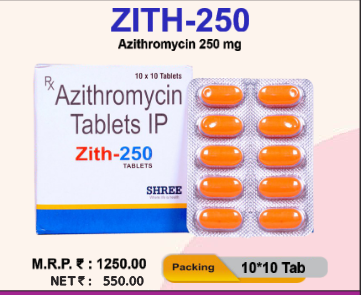 ZITH-250
Azithromycin 250 mg
10 x 10 Tablets
Rx Azithromycin
Tablets IP
Zith-250
TABLETS
SHREE
M.R.P. ₹ : 1250.00
NET ₹ : 550.00
Packing 10*10 Tab